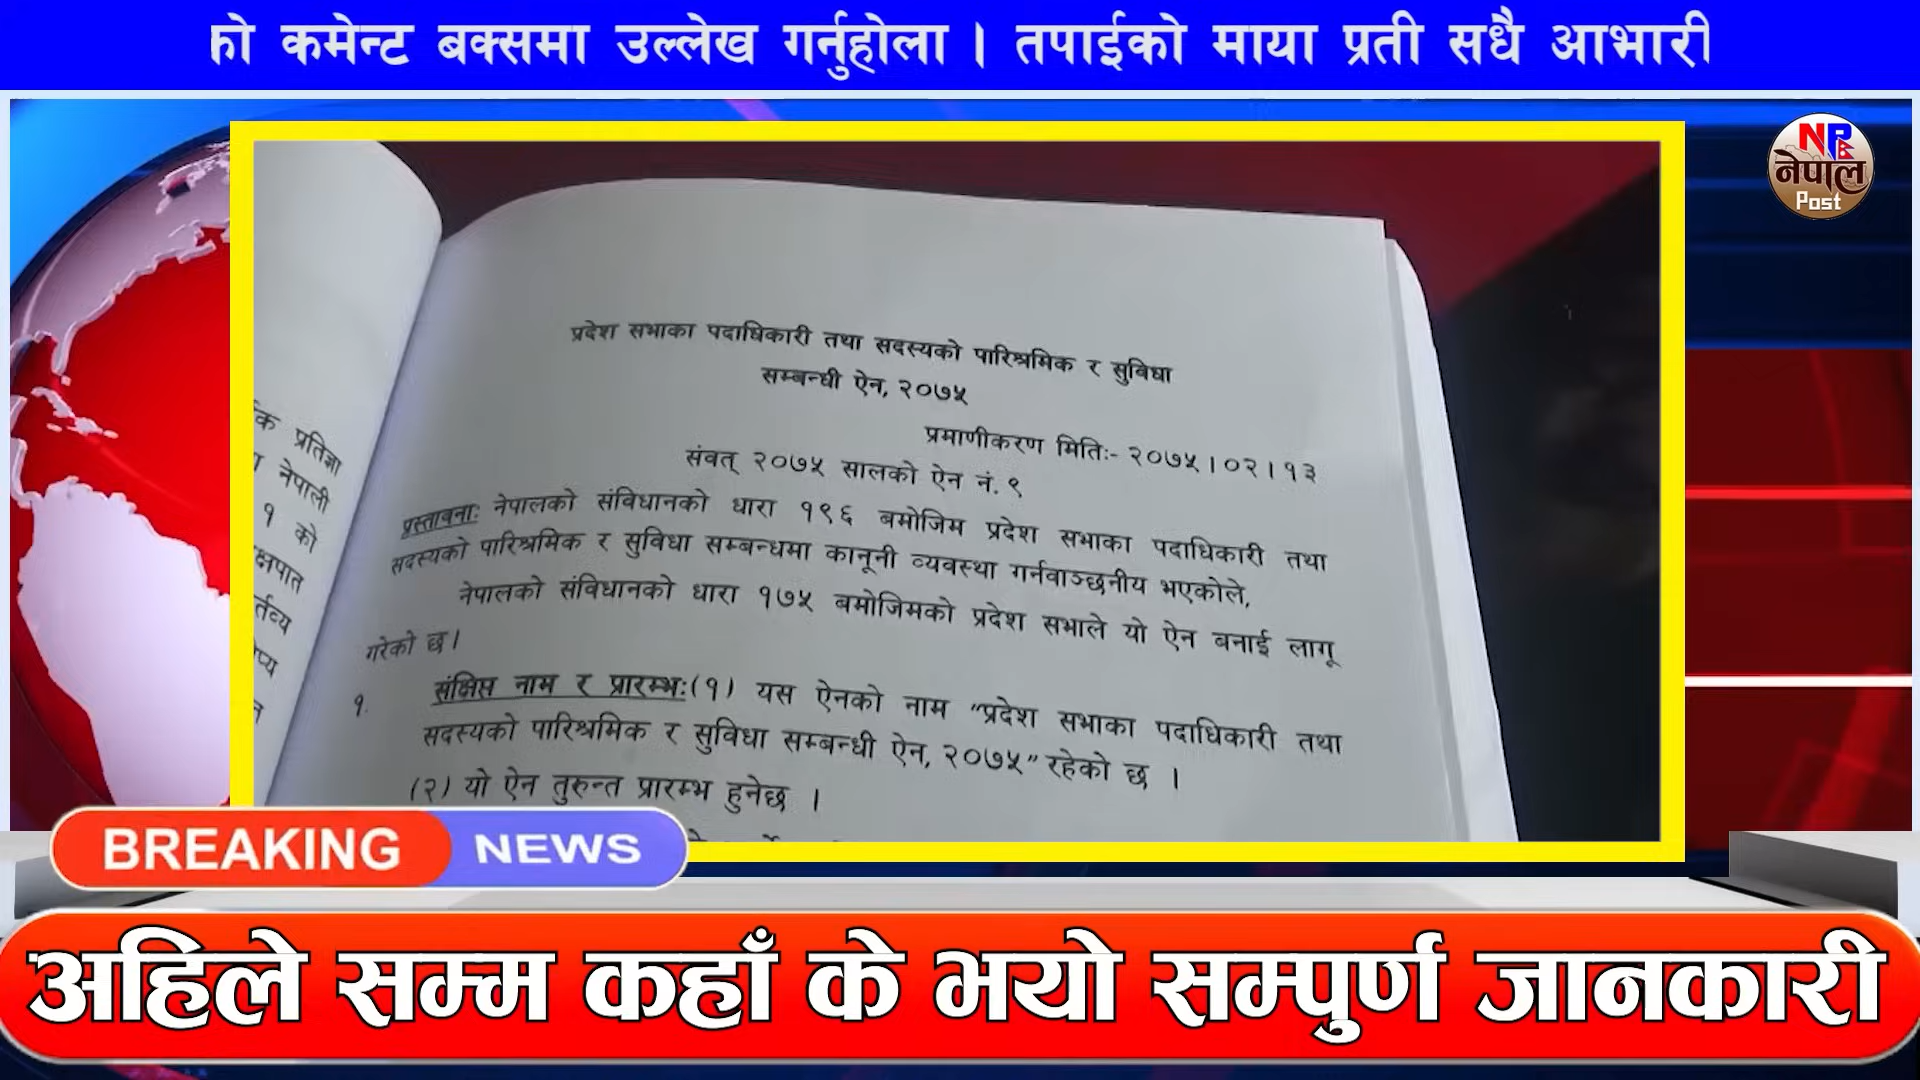 को कमेन्ट बक्समा उल्लेख गर्नुहोला । तपाईको माया प्रती सधै आभारी
NP
नेपाल
Post
प्रतिज्ञा
नेपाली
१ को
प्रदेश सभाका पदाधिकारी तथा सदस्यको पारिश्रमिक र सुविधा
सम्बन्धी ऐन, २०७५
प्रमाणीकरण मितिः- २०७५।०२।१३
संवत् २०७५ सालको ऐन नं. ९
प्रस्तावनाः नेपालको संविधानको धारा १९६ बमोजिम प्रदेश सभाका पदाधिकारी तथा
सदस्यको पारिश्रमिक र सुविधा सम्बन्धमा कानूनी व्यवस्था गर्नवाञ्छनीय भएकोले,
नेपालको संविधानको धारा १७५ बमोजिमको प्रदेश सभाले यो ऐन बनाई लागू
गरेको छ।
१. संक्षिप्त नाम र प्रारम्भः(१) यस ऐनको नाम "प्रदेश सभाका पदाधिकारी तथा
सदस्यको पारिश्रमिक र सुविधा सम्बन्धी ऐन, २०७५" रहेको छ ।
(२) यो ऐन तुरुन्त प्रारम्भ हुनेछ ।
BREAKING NEWS
अहिले सम्म कहाँ के भयो सम्पुर्ण जानकारी